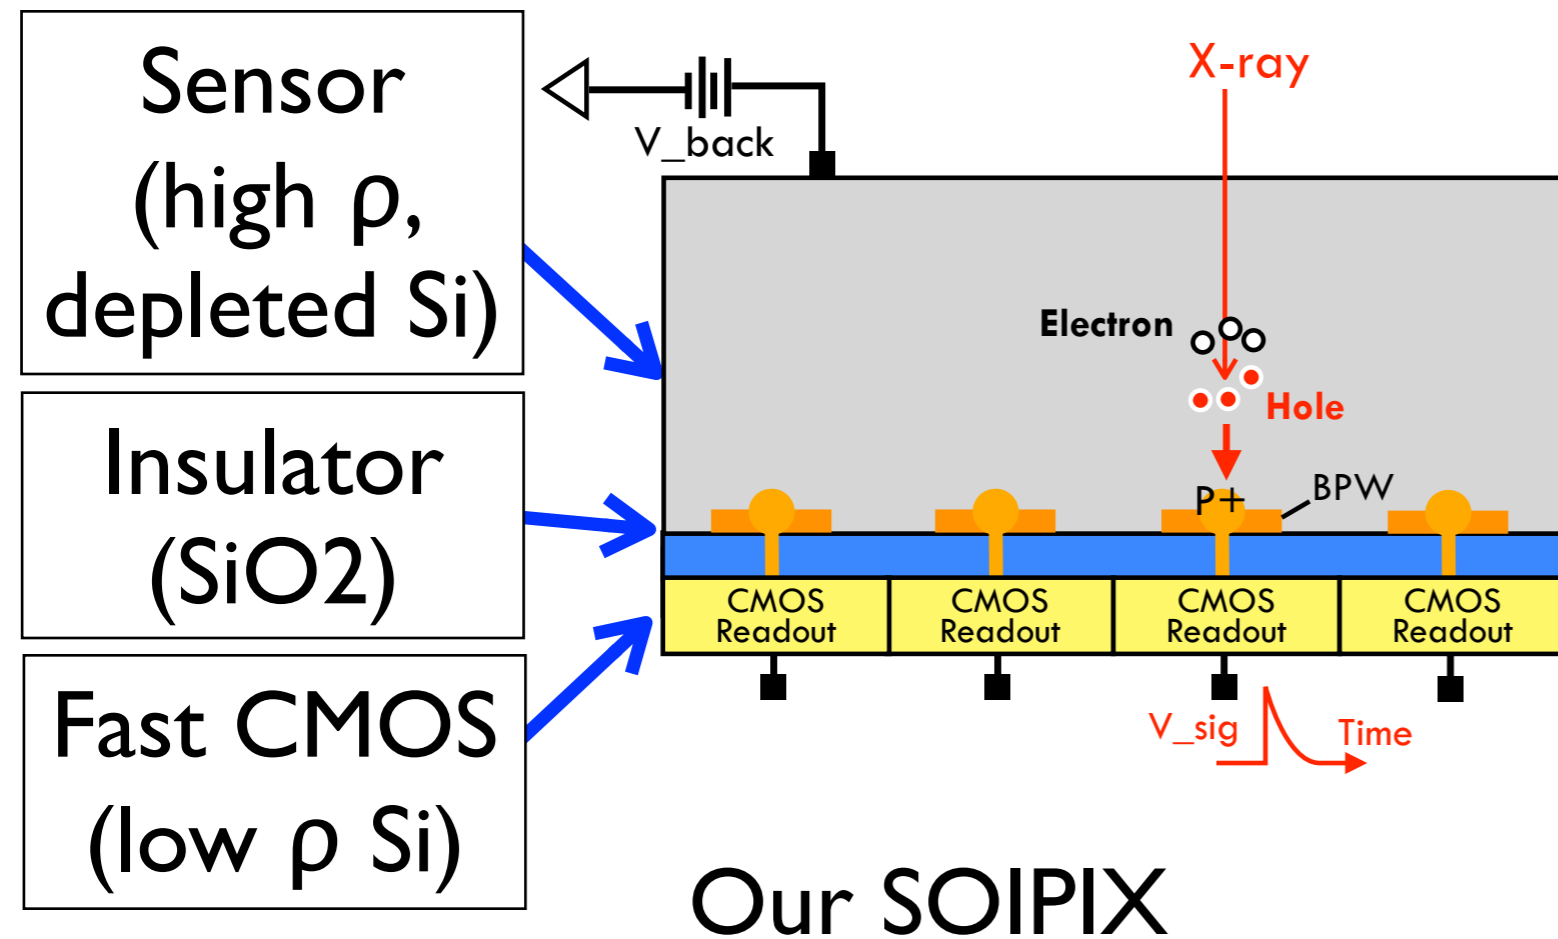 Sensor
(high ρ,
depleted Si)
Insulator
(SiO2)
Fast CMOS
(low ρ Si)
V_back
X-ray
Electron
Hole
P+
BPW
CMOS
Readout
CMOS
Readout
CMOS
Readout
CMOS
Readout
V_sig
Time
Our SOIPIX